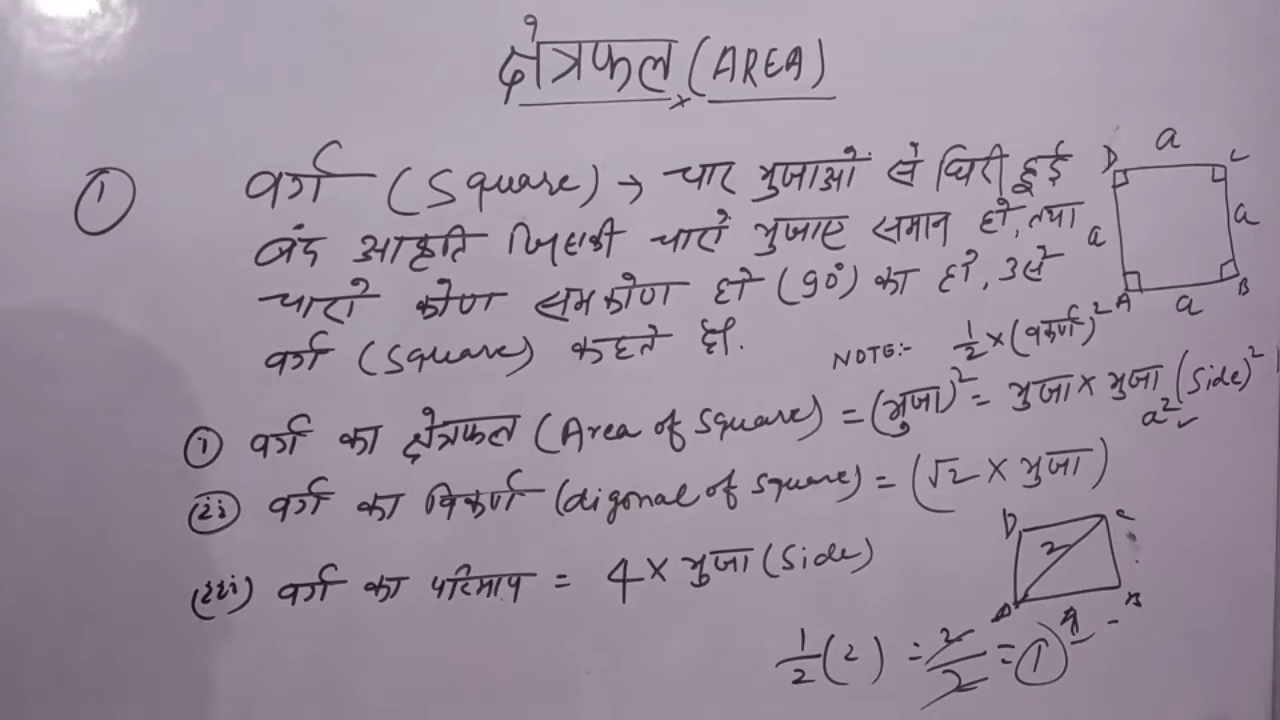 क्षेत्रफल (AREA)
① वर्ग (Square) → चार भुजाओं से घिरी हुई
बंद आकृति जिसकी चारो भुजाए समान हो, तथा
चारो कोण समकोण हो (90°) का हो, उसे
वर्ग (Square) कहते है।
D a C
a a
A a B
NOTE:- 1/2 × (विकर्ण)²
① वर्ग का क्षेत्रफल (Area of Square) = (भुजा)² = भुजा × भुजा (Side)²
a²
(ii) वर्ग का विकर्ण (digonal of Square) = (√2 × भुजा)
(iii) वर्ग का परिमाप = 4 × भुजा (Side)
D C
2
A B
1/2 (2) = 2/2 = ①